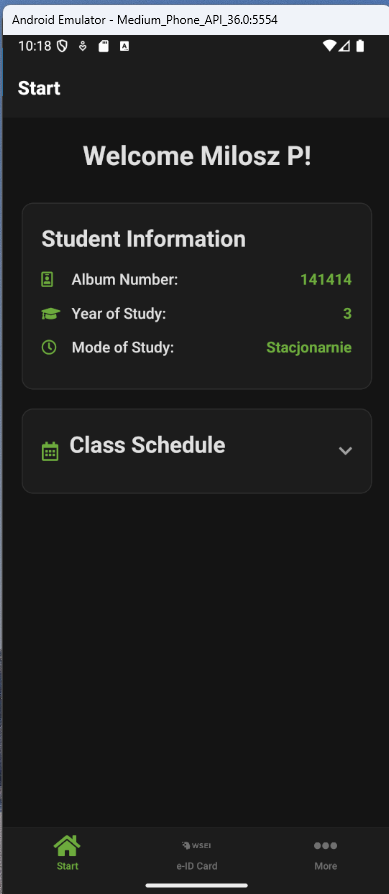 Android Emulator - Medium_Phone_API_36.0:5554
10:18 A
Start
Welcome Milosz P!
Student Information
Album Number: 141414
Year of Study: 3
Mode of Study: Stacjonarnie
Class Schedule
WSEI
Start e-ID Card More